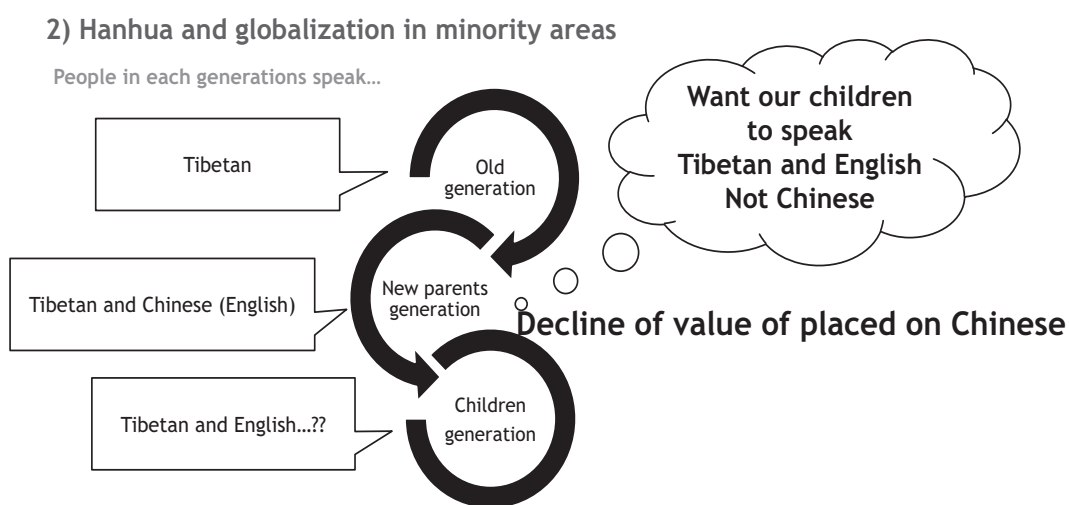 2) Hanhua and globalization in minority areas
People in each generations speak…
Want our children
to speak
Tibetan and English
Not Chinese
Tibetan
Old
generation
Tibetan and Chinese (English)
New parents
generation
Decline of value of placed on Chinese
Tibetan and English…??
Children
generation